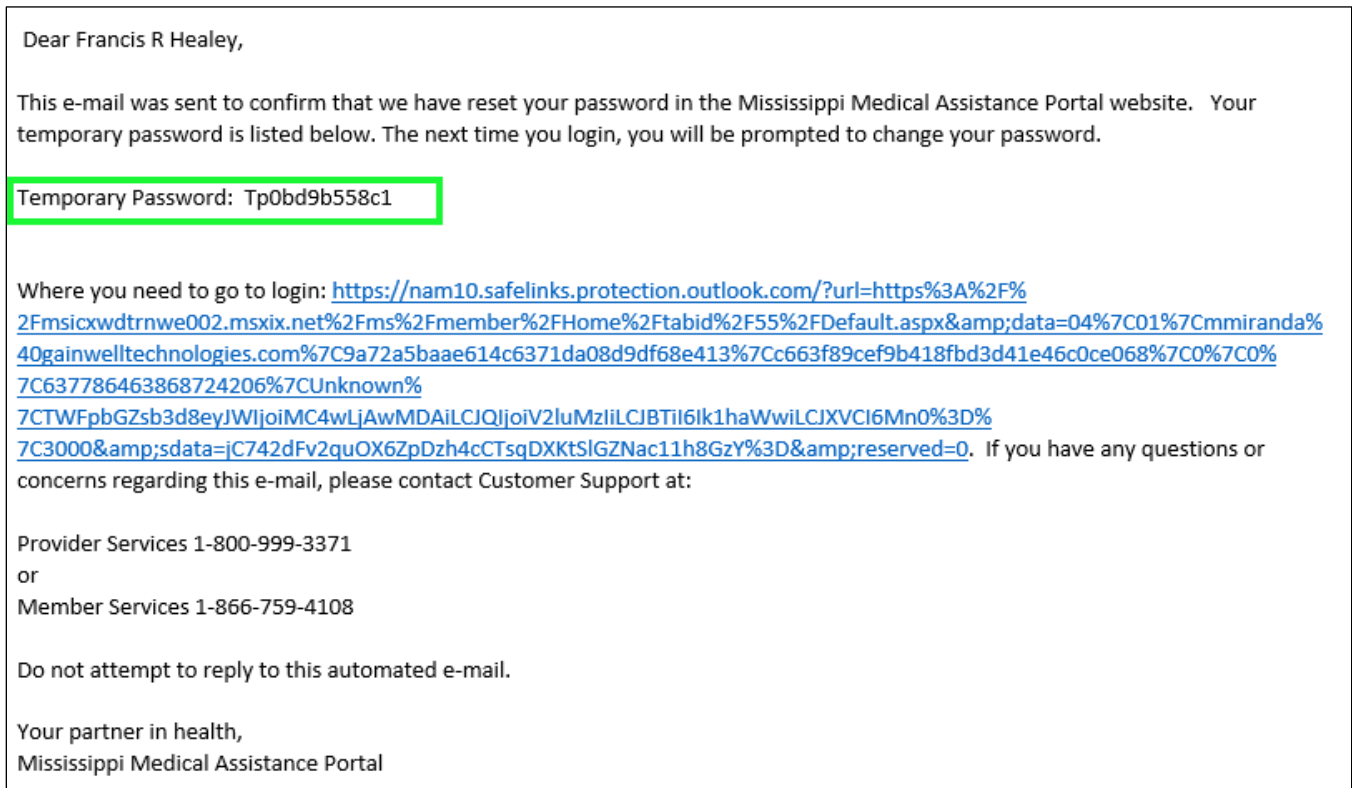 Dear Francis R Healey,
This e-mail was sent to confirm that we have reset your password in the Mississippi Medical Assistance Portal website.   Your
temporary password is listed below. The next time you login, you will be prompted to change your password.
Temporary Password:  Tp0bd9b558c1
Where you need to go to login: https://nam10.safelinks.protection.outlook.com/?url=https%3A%2F%
2Fmsicxwdtrnwe002.msxix.net%2Fms%2Fmember%2FHome%2Ftabid%2F55%2FDefault.aspx&amp;data=04%7C01%7Cmmiranda%
40gainwelltechnologies.com%7C9a72a5baae614c6371da08d9df68e413%7Cc663f89cef9b418fbd3d41e46c0ce068%7C0%7C0%
7C637786463868724206%7CUnknown%
7CTWFpbGZsb3d8eyJWIjoiMC4wLjAwMDAiLCJQIjoiV2luMzIiLCJBTiI6Ik1haWwiLCJXVCI6Mn0%3D%
7C3000&amp;sdata=jC742dFv2quOX6ZpDzh4cCTsqDXKtSlGZNac11h8GzY%3D&amp;reserved=0.  If you have any questions or
concerns regarding this e-mail, please contact Customer Support at:
Provider Services 1-800-999-3371
or
Member Services 1-866-759-4108
Do not attempt to reply to this automated e-mail.
Your partner in health,
Mississippi Medical Assistance Portal